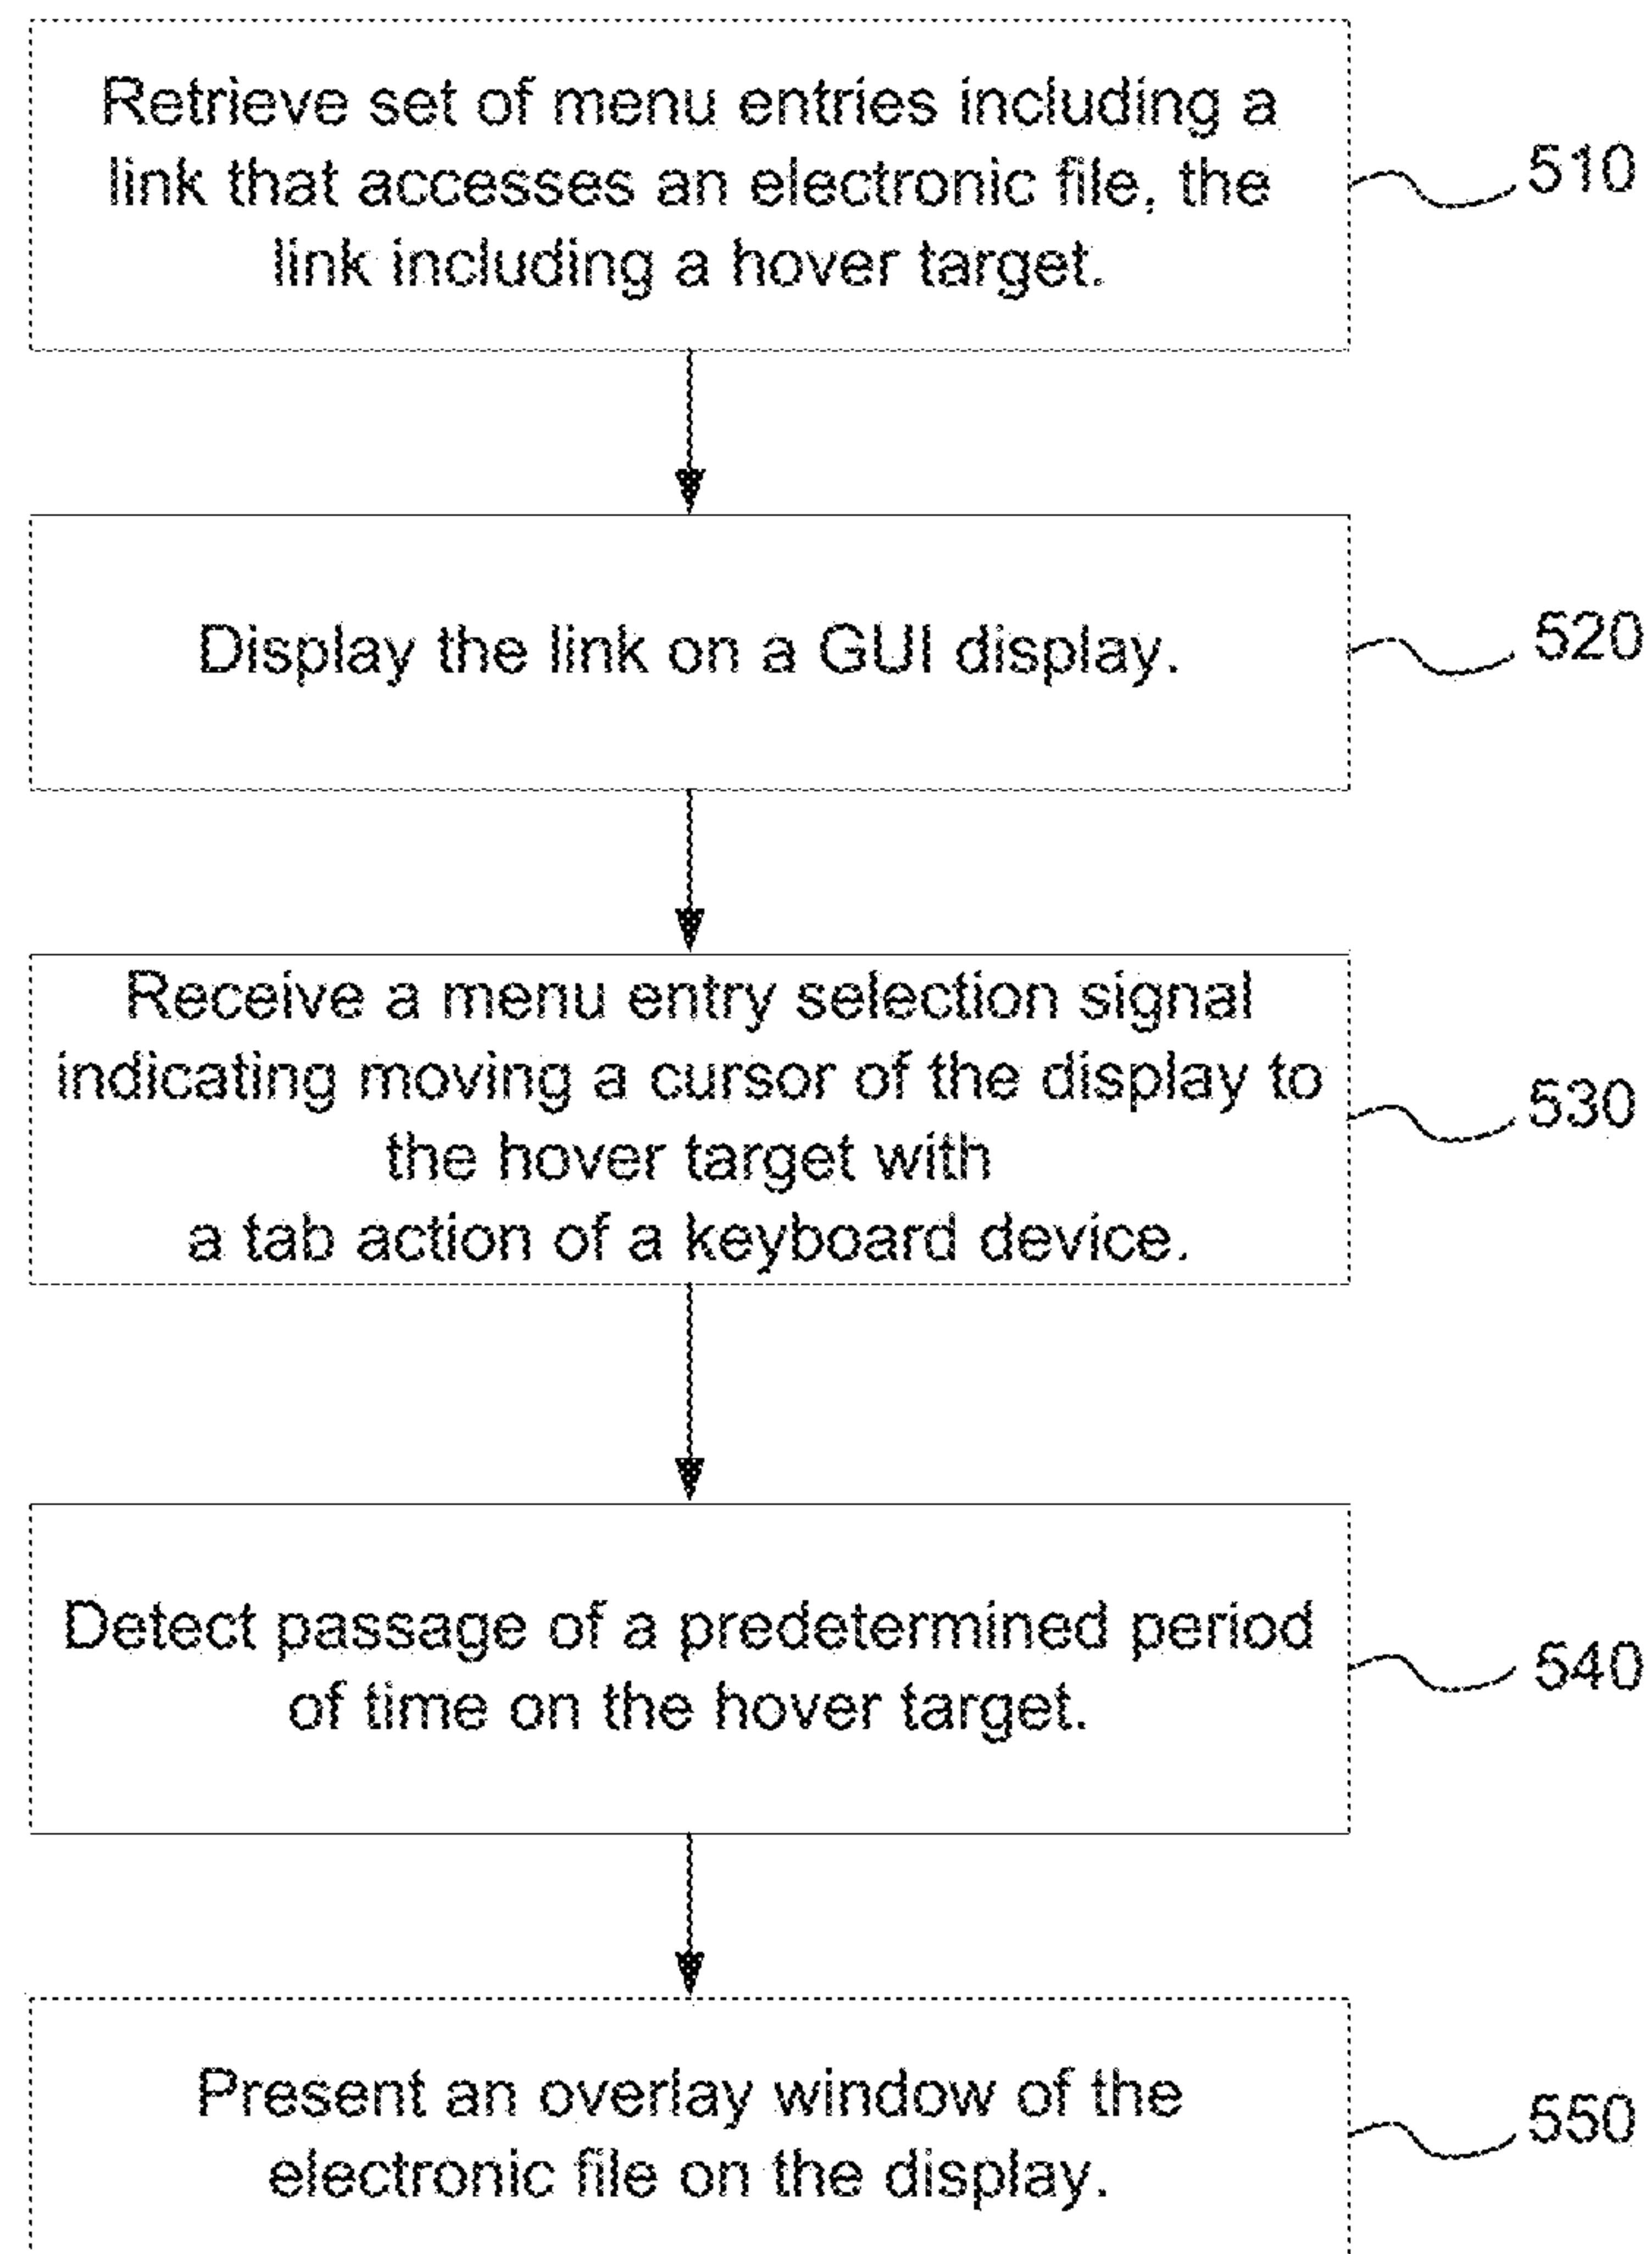 Retrieve set of menu entries including a
link that accesses an electronic file, the
link including a hover target.
510
Display the link on a GUI display.
520
Receive a menu entry selection signal
indicating moving a cursor of the display to
the hover target with
a tab action of a keyboard device.
530
Detect passage of a predetermined period
of time on the hover target.
540
Present an overlay window of the
electronic file on the display.
550